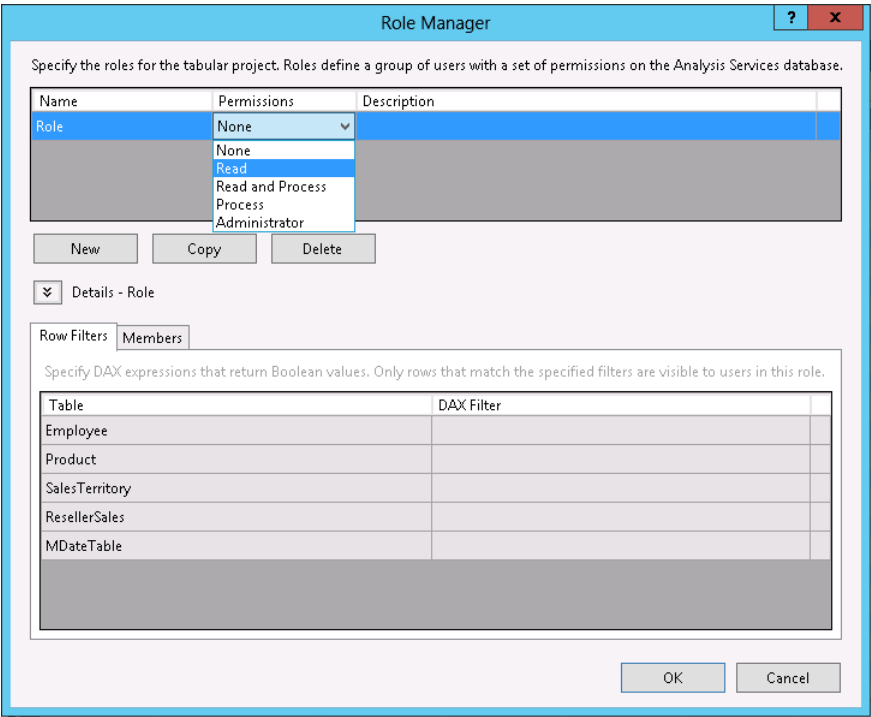 Role Manager
?
x
Specify the roles for the tabular project. Roles define a group of users with a set of permissions on the Analysis Services database.
Name Permissions Description
Role None
None
Read
Read and Process
Process
Administrator
New Copy Delete
Details - Role
Row Filters Members
Specify DAX expressions that return Boolean values. Only rows that match the specified filters are visible to users in this role.
Table DAX Filter
Employee
Product
SalesTerritory
ResellerSales
MDateTable
OK Cancel